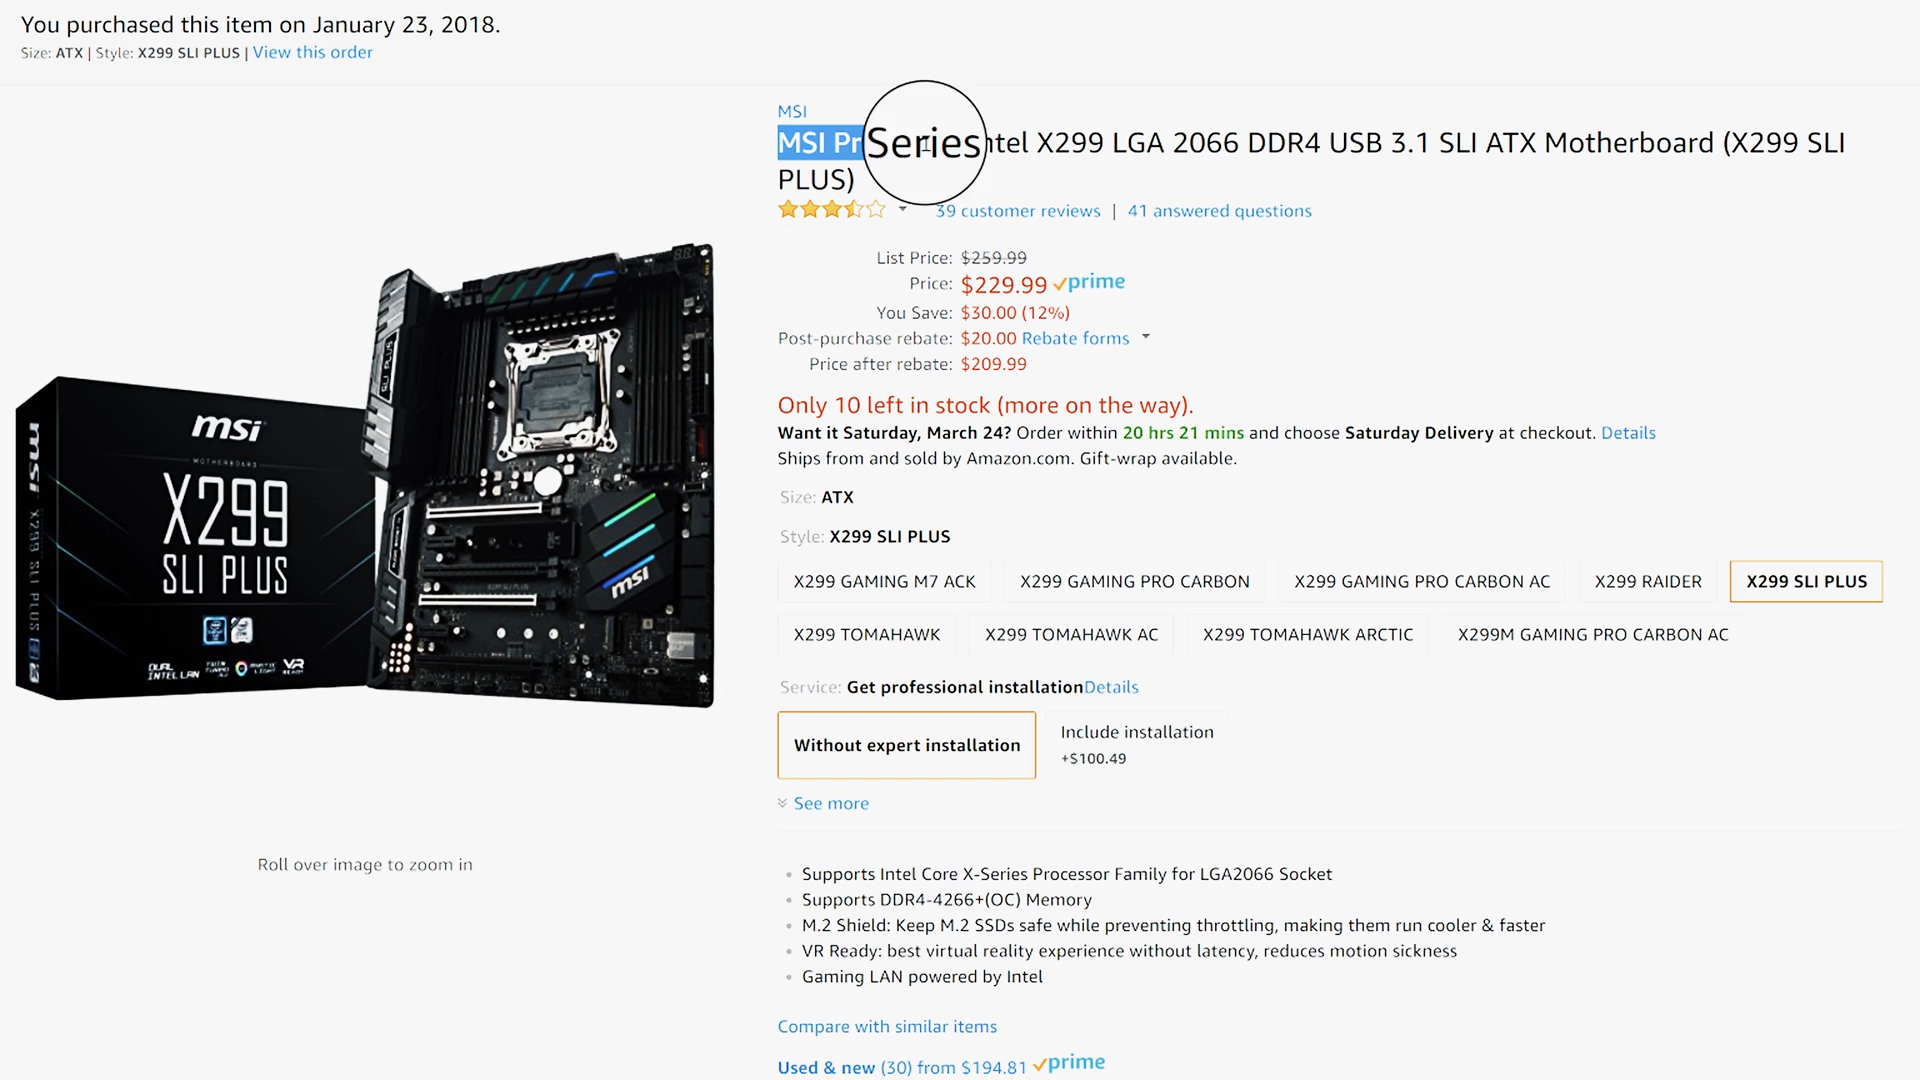 You purchased this item on January 23, 2018.
Size: ATX | Style: X299 SLI PLUS | View this order
MSI
MSI Pr Series ntel X299 LGA 2066 DDR4 USB 3.1 SLI ATX Motherboard (X299 SLI
PLUS)
39 customer reviews | 41 answered questions
List Price: $259.99
Price: $229.99 prime
You Save: $30.00 (12%)
Post-purchase rebate: $20.00 Rebate forms
Price after rebate: $209.99
Only 10 left in stock (more on the way).
Want it Saturday, March 24? Order within 20 hrs 21 mins and choose Saturday Delivery at checkout. Details
Ships from and sold by Amazon.com. Gift-wrap available.
Size: ATX
Style: X299 SLI PLUS
X299 GAMING M7 ACK X299 GAMING PRO CARBON X299 GAMING PRO CARBON AC X299 RAIDER X299 SLI PLUS
X299 TOMAHAWK X299 TOMAHAWK AC X299 TOMAHAWK ARCTIC X299M GAMING PRO CARBON AC
Service: Get professional installationDetails
Without expert installation
Include installation
+$100.49
See more
Supports Intel Core X-Series Processor Family for LGA2066 Socket
Supports DDR4-4266+(OC) Memory
M.2 Shield: Keep M.2 SSDs safe while preventing throttling, making them run cooler & faster
VR Ready: best virtual reality experience without latency, reduces motion sickness
Gaming LAN powered by Intel
Compare with similar items
Used & new (30) from $194.81 prime
msi
MOTHERBOARD
X299
SLI PLUS
DUAL
INTEL LAN
VR
READY
msi X299 SLI PLUS
SLI PLUS
msi
Roll over image to zoom in